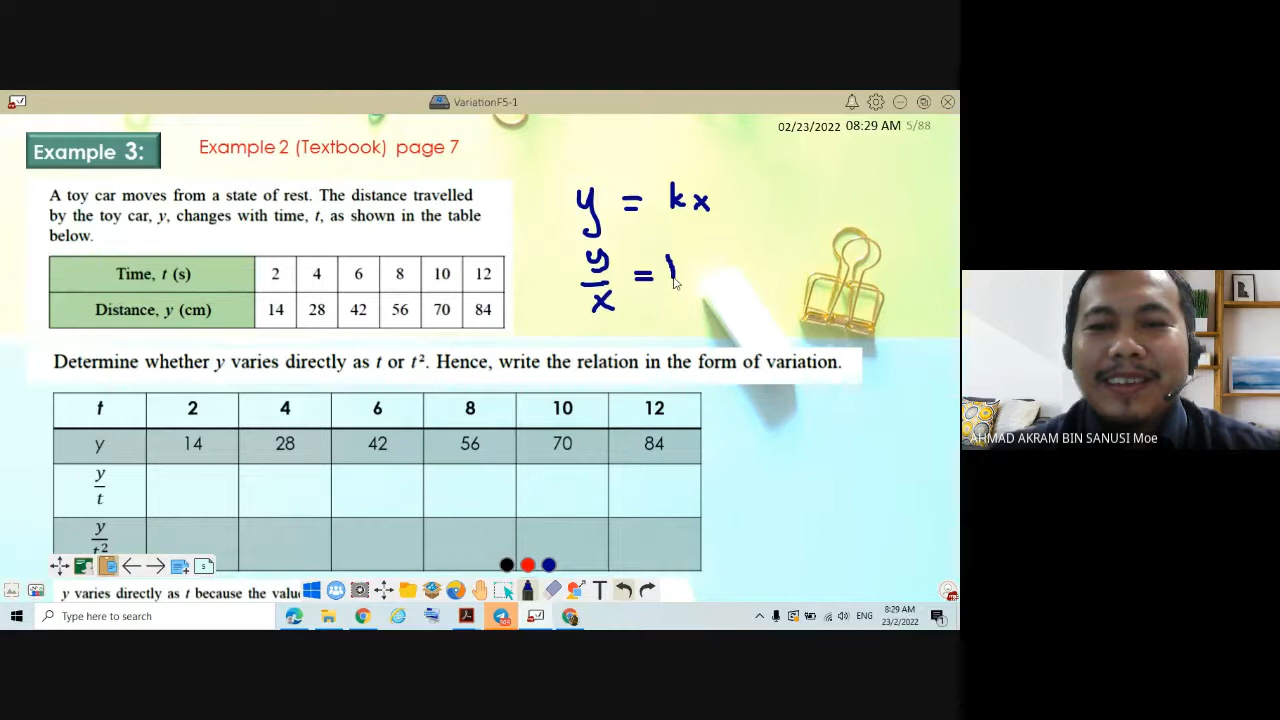 VariationF5-1
02/23/2022 08:29 AM 5/88
Example 3:
Example 2 (Textbook) page 7
A toy car moves from a state of rest. The distance travelled
by the toy car, y, changes with time, t, as shown in the table
below.
Time, t (s) 2 4 6 8 10 12
Distance, y (cm) 14 28 42 56 70 84
y = kx
y/x =
Determine whether y varies directly as t or t². Hence, write the relation in the form of variation.
t 2 4 6 8 10 12
y 14 28 42 56 70 84
y/t
y/t²
y varies directly as t because the valu
AHMAD AKRAM BIN SANUSI Moe
Type here to search
ENG
8:29 AM
23/2/2022